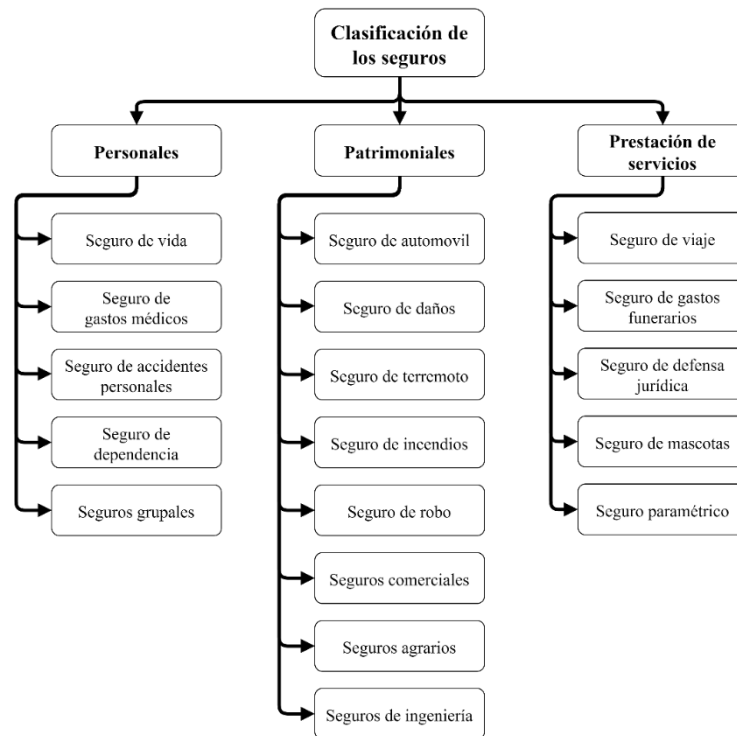 Clasificación de
los seguros
Personales
Seguro de vida
Seguro de
gastos médicos
Seguro de accidentes
personales
Seguro de
dependencia
Seguros grupales
Patrimoniales
Seguro de automovil
Seguro de daños
Seguro de terremoto
Seguro de incendios
Seguro de robo
Seguros comerciales
Seguros agrarios
Seguros de ingeniería
Prestación de
servicios
Seguro de viaje
Seguro de gastos
funerarios
Seguro de defensa
jurídica
Seguro de mascotas
Seguro paramétrico